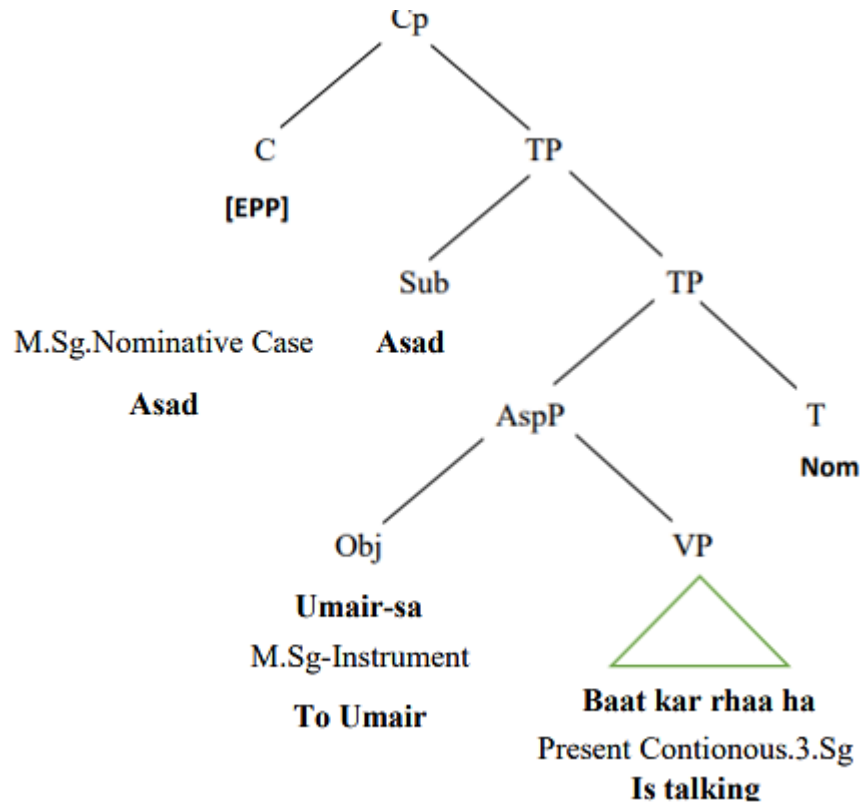 Cp
C TP
[EPP]
Sub TP
M.Sg.Nominative Case Asad
Asad
AspP T
Nom
Obj VP
Umair-sa
M.Sg-Instrument
To Umair
Baat kar rhaa ha
Present Contionous.3.Sg
Is talking